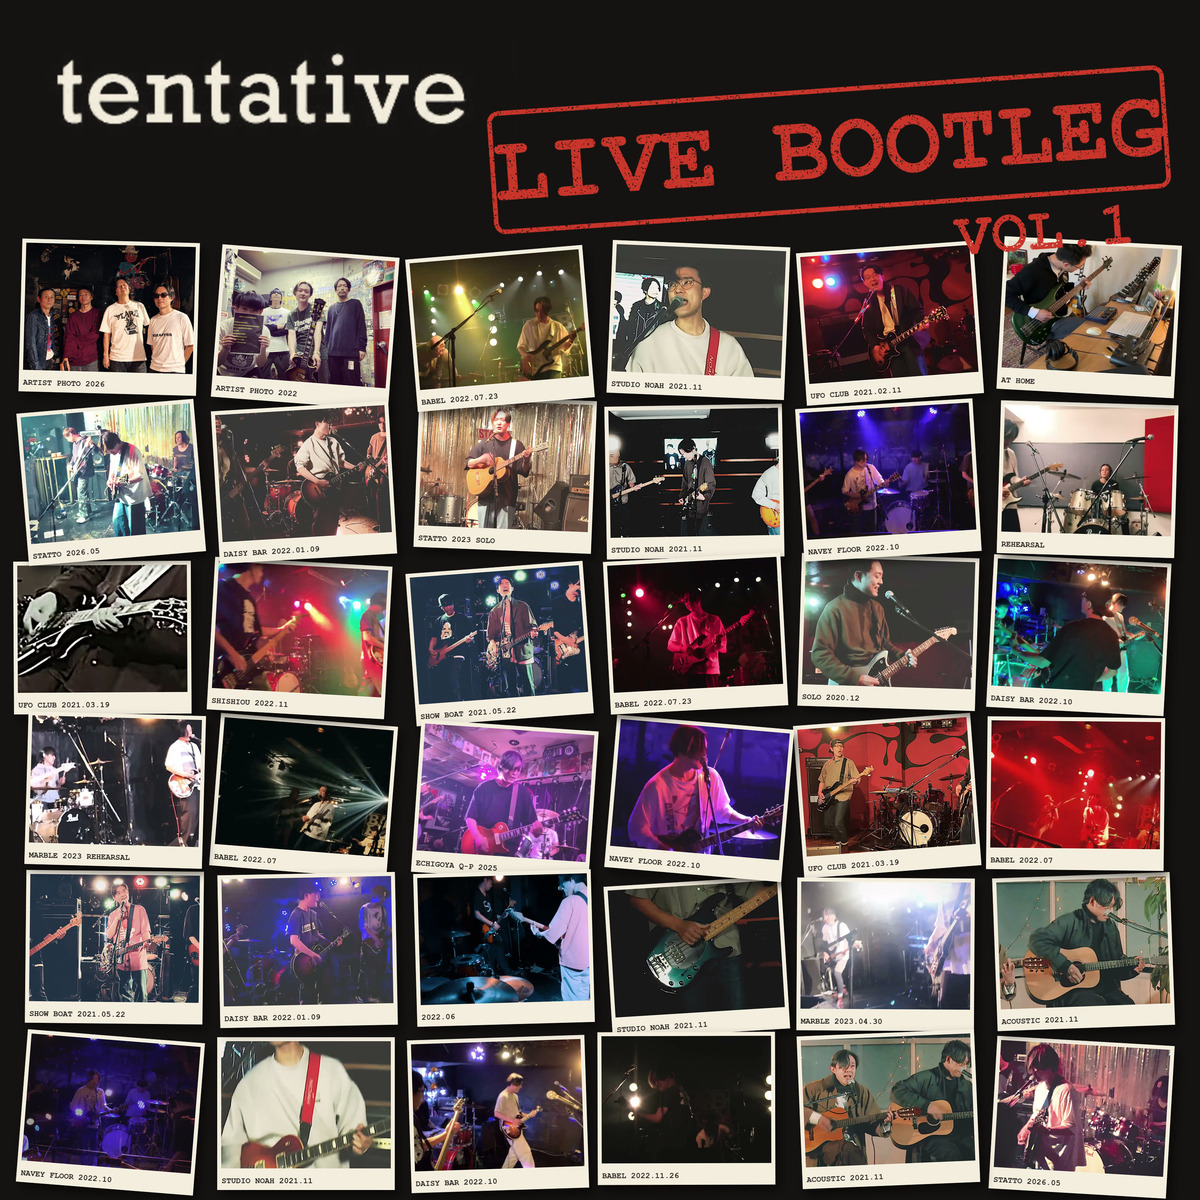 tentative
LIVE BOOTLEG
VOL.1
ARTIST PHOTO 2026
ARTIST PHOTO 2022
BABEL 2022.07.23
STUDIO NOAH 2021.11
UFO CLUB 2021.02.11
AT HOME
STATTO 2026.05
DAISY BAR 2022.01.09
STATTO 2023 SOLO
STUDIO NOAH 2021.11
NAVEY FLOOR 2022.10
REHEARSAL
UFO CLUB 2021.03.19
SHISHIOU 2022.11
SHOW BOAT 2021.05.22
BABEL 2022.07.23
SOLO 2020.12
DAISY BAR 2022.10
MARBLE 2023 REHEARSAL
BABEL 2022.07
ECHIGOYA Q-P 2025
NAVEY FLOOR 2022.10
UFO CLUB 2021.03.19
BABEL 2022.07
SHOW BOAT 2021.05.22
DAISY BAR 2022.01.09
2022.06
STUDIO NOAH 2021.11
MARBLE 2023.04.30
ACOUSTIC 2021.11
NAVEY FLOOR 2022.10
STUDIO NOAH 2021.11
DAISY BAR 2022.10
BABEL 2022.11.26
ACOUSTIC 2021.11
STATTO 2026.05